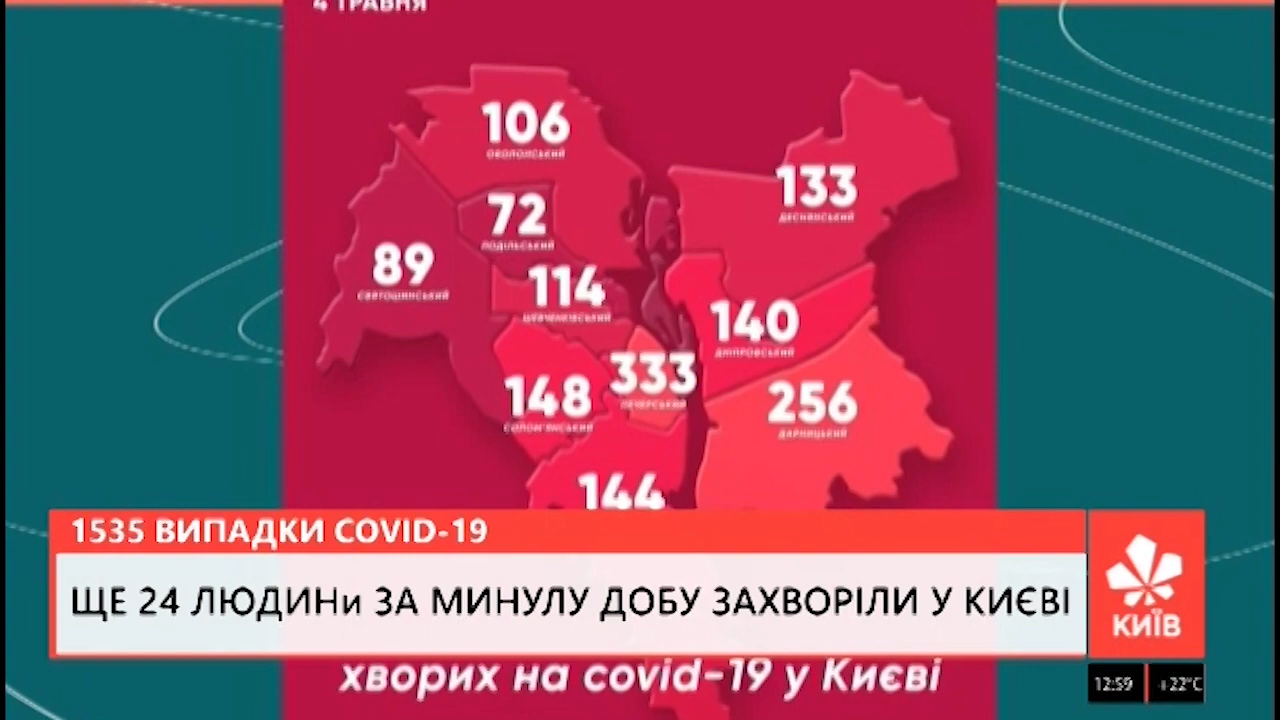 4 ТРАВНЯ
106
ОБОЛОНСЬКИЙ
133
ДЕСНЯНСЬКИЙ
72
ПОДІЛЬСЬКИЙ
89
СВЯТОШИНСЬКИЙ
114
ШЕВЧЕНКІВСЬКИЙ
140
ДНІПРОВСЬКИЙ
333
ПЕЧЕРСЬКИЙ
148
СОЛОМ'ЯНСЬКИЙ
256
ДАРНИЦЬКИЙ
144
1535 ВИПАДКИ COVID-19
ЩЕ 24 ЛЮДИНи ЗА МИНУЛУ ДОБУ ЗАХВОРІЛИ У КИЄВІ
КИЇВ
хворих на covid-19 у Києві
12:59
+22°C